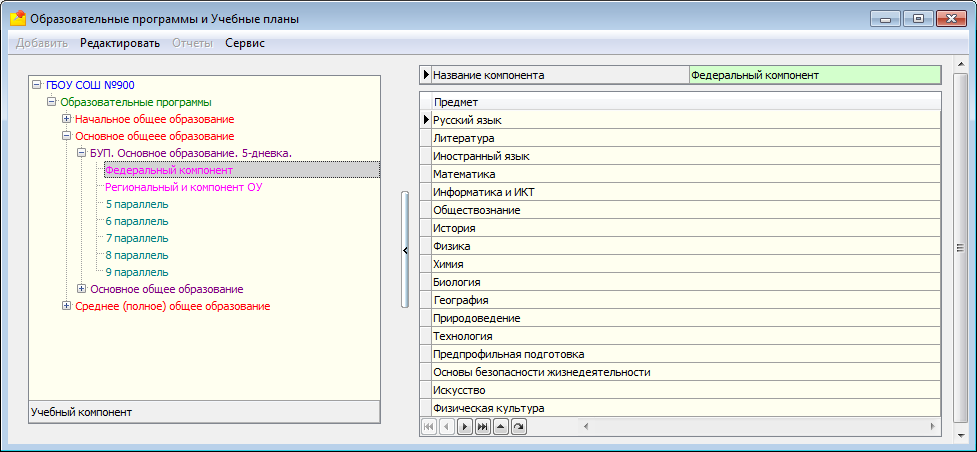 Образовательные программы и Учебные планы
Добавить Редактировать Отчеты Сервис
ГБОУ СОШ №900
Образовательные программы
Начальное общее образование
Основное общеее образование
БУП. Основное образование. 5-дневка.
Федеральный компонент
Региональный и компонент ОУ
5 параллель
6 параллель
7 параллель
8 параллель
9 параллель
Основное общее образование
Среднее (полное) общее образование
Учебный компонент
Название компонента Федеральный компонент
Предмет
Русский язык
Литература
Иностранный язык
Математика
Информатика и ИКТ
Обществознание
История
Физика
Химия
Биология
География
Природоведение
Технология
Предпрофильная подготовка
Основы безопасности жизнедеятельности
Искусство
Физическая культура